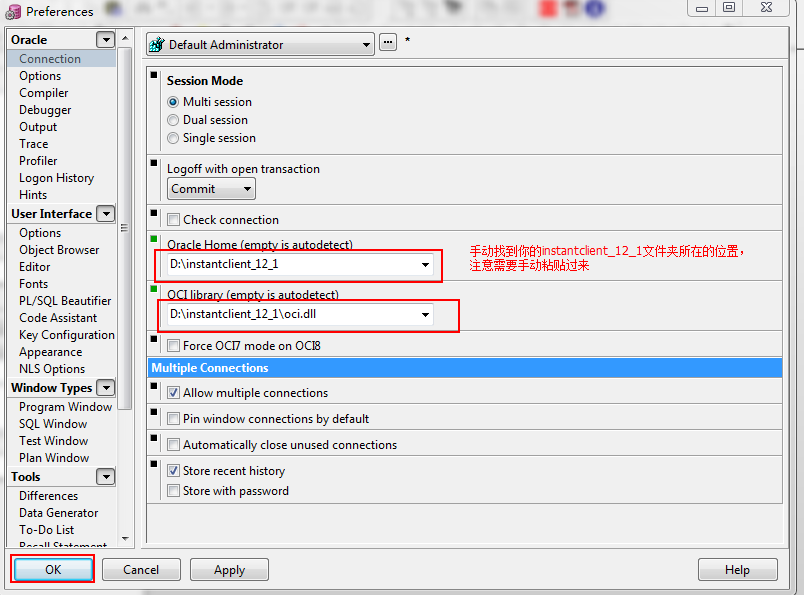 Preferences
Oracle
Connection
Options
Compiler
Debugger
Output
Trace
Profiler
Logon History
Hints
User Interface
Options
Object Browser
Editor
Fonts
PL/SQL Beautifier
Code Assistant
Key Configuration
Appearance
NLS Options
Window Types
Program Window
SQL Window
Test Window
Plan Window
Tools
Differences
Data Generator
To-Do List
Recall Statement
Default Administrator ... *
Session Mode
Multi session
Dual session
Single session
Logoff with open transaction
Commit
Check connection
Oracle Home (empty is autodetect)
D:\instantclient_12_1
手动找到你的instantclient_12_1文件夹所在的位置，
注意需要手动粘贴过来
OCI library (empty is autodetect)
D:\instantclient_12_1\oci.dll
Force OCI7 mode on OCI8
Multiple Connections
Allow multiple connections
Pin window connections by default
Automatically close unused connections
Store recent history
Store with password
OK
Cancel
Apply
Help